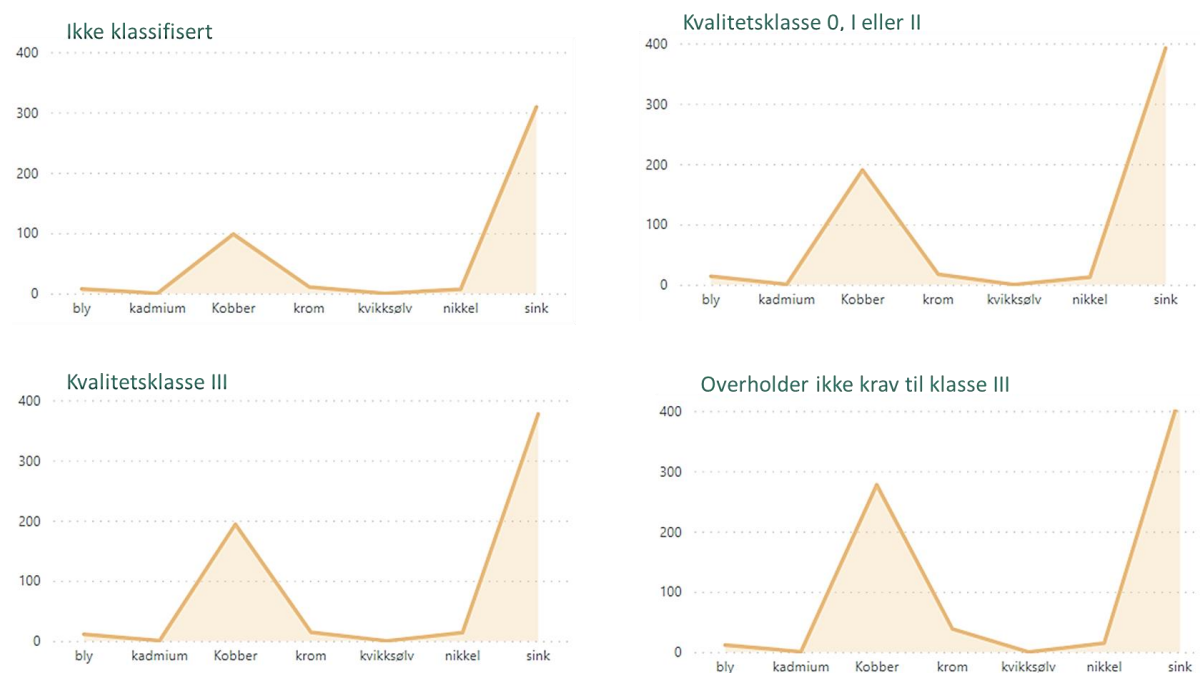 Ikke klassifisert
400
300
200
100
0
bly kadmium Kobber krom kvikksølv nikkel sink
Kvalitetsklasse 0, I eller II
400
300
200
100
0
bly kadmium Kobber krom kvikksølv nikkel sink
Kvalitetsklasse III
400
300
200
100
0
bly kadmium Kobber krom kvikksølv nikkel sink
Overholder ikke krav til klasse III
400
300
200
100
0
bly kadmium Kobber krom kvikksølv nikkel sink